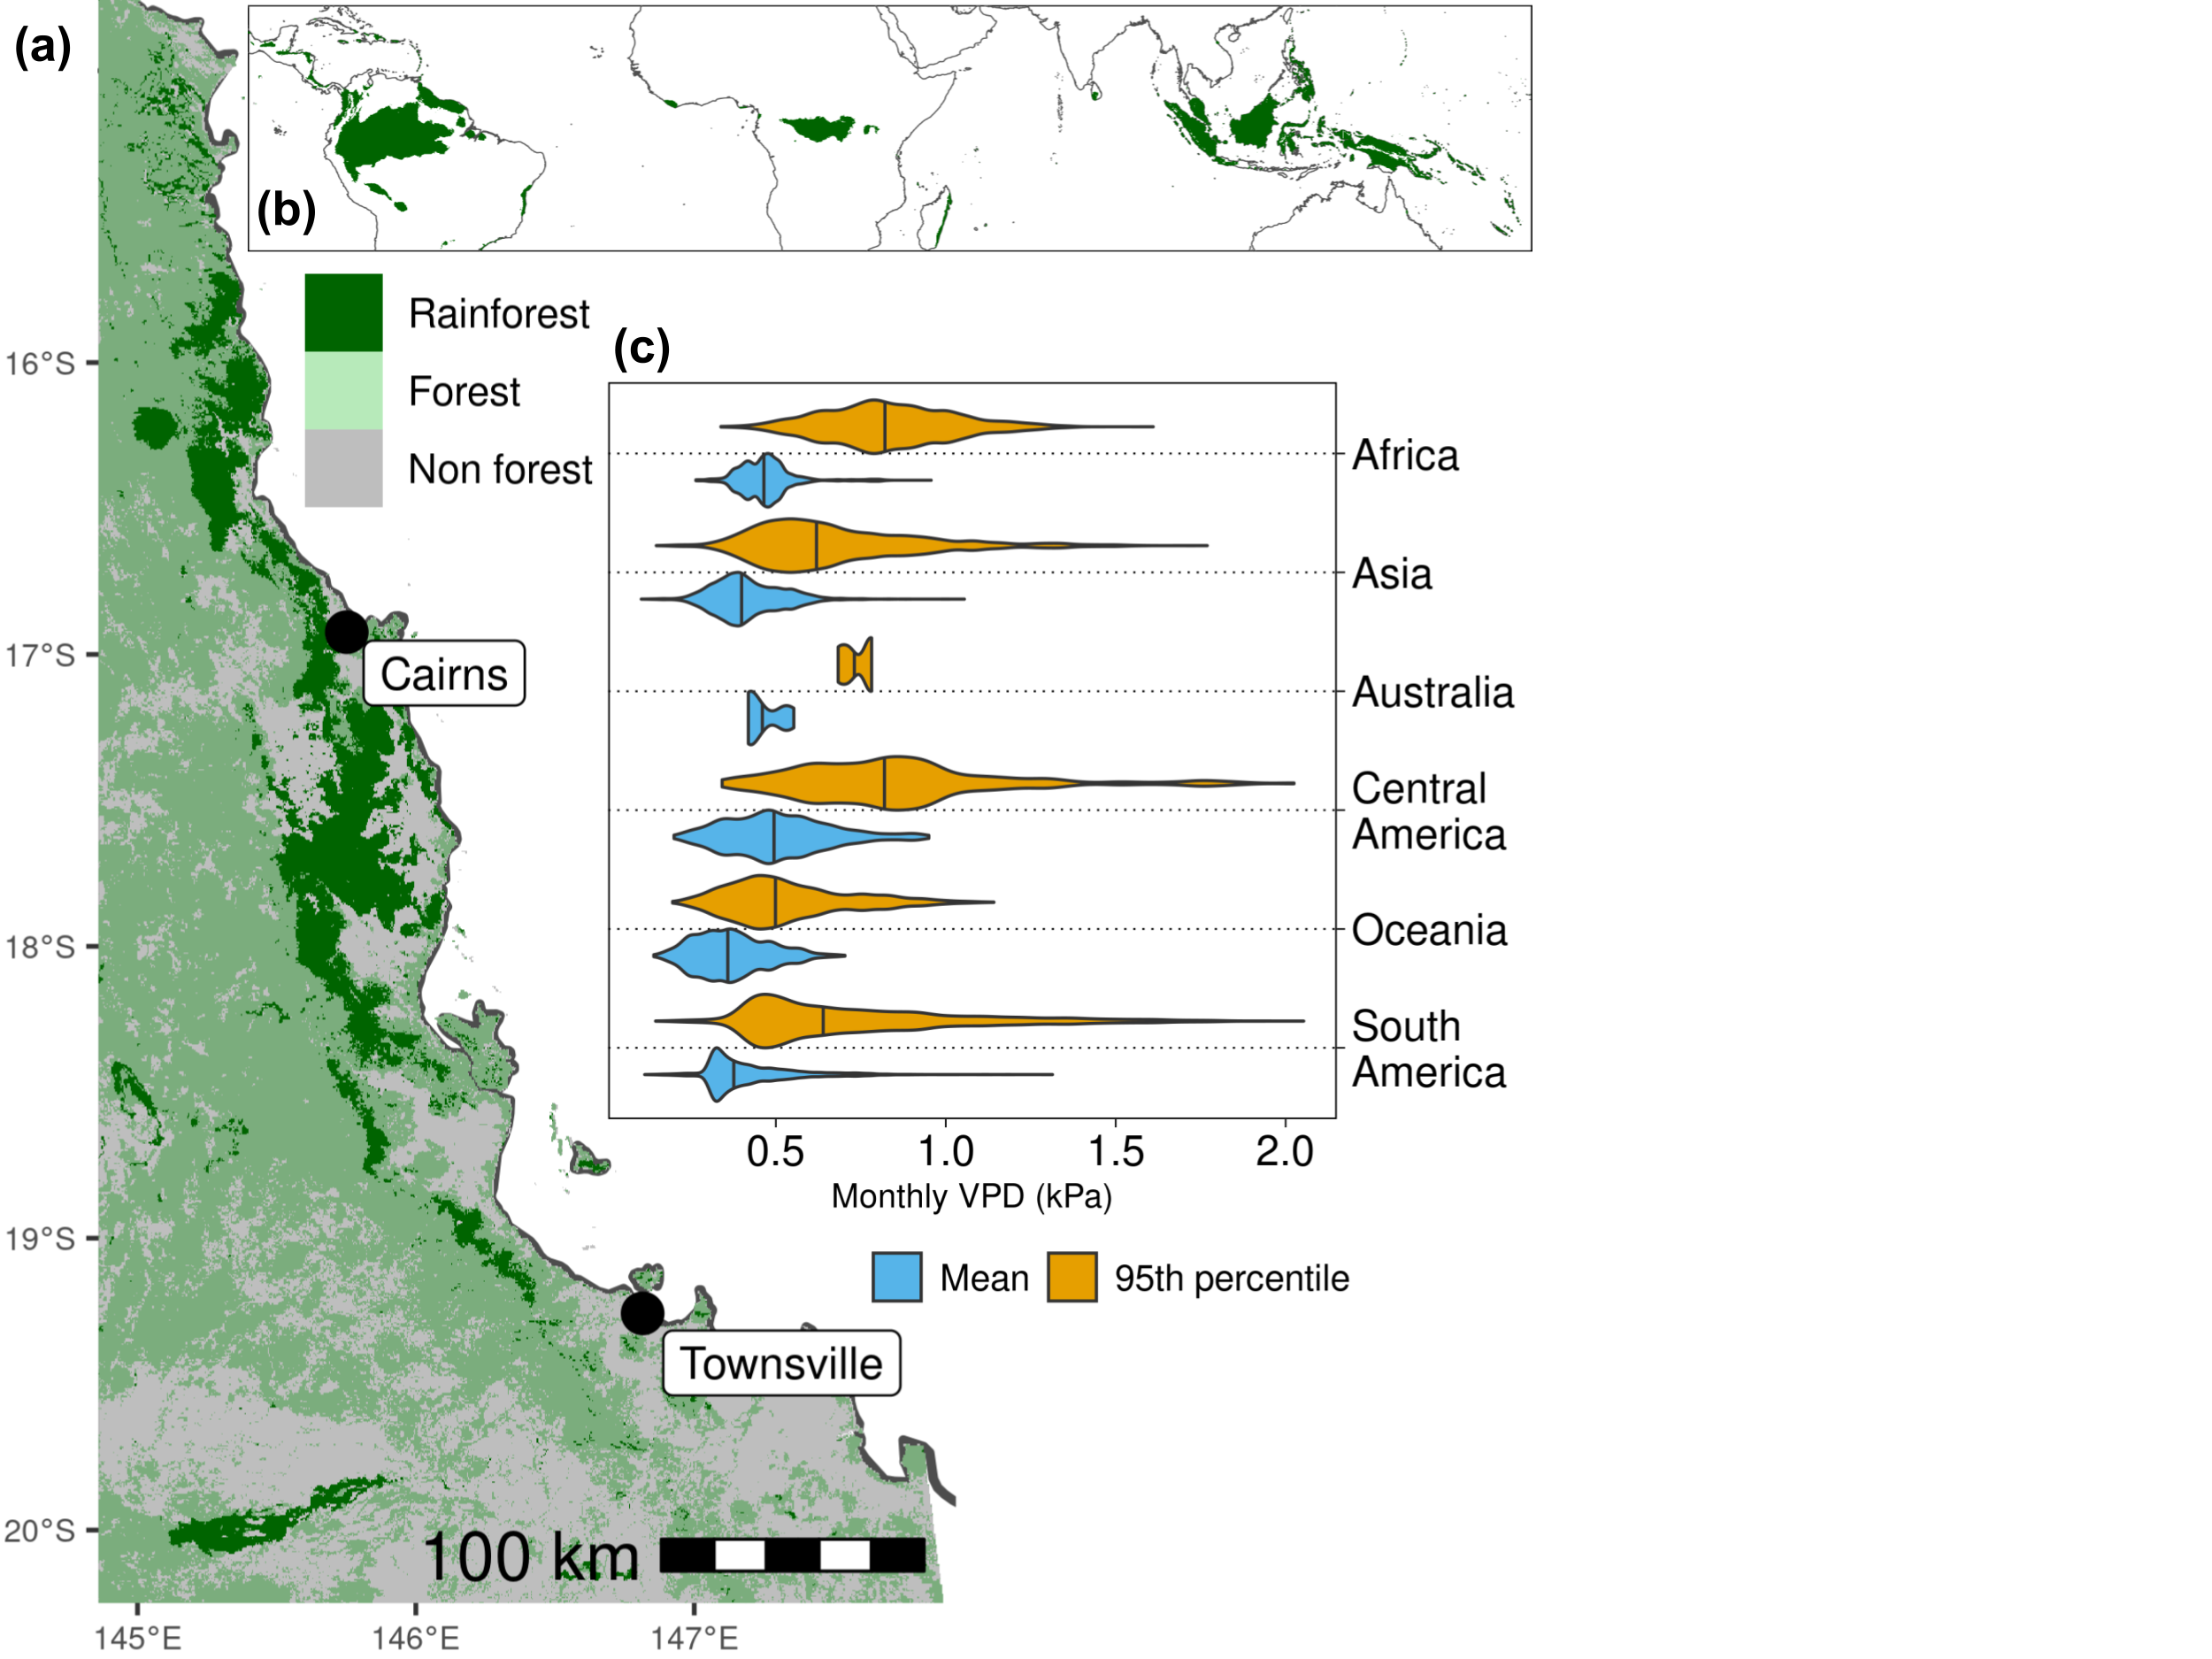 (a)
(b)
Rainforest
Forest
Non forest
(c)
16°S
17°S
18°S
19°S
20°S
Cairns
Townsville
100 km
145°E
146°E
147°E
Africa
Asia
Australia
Central
America
Oceania
South
America
0.5
1.0
1.5
2.0
Monthly VPD (kPa)
Mean
95th percentile